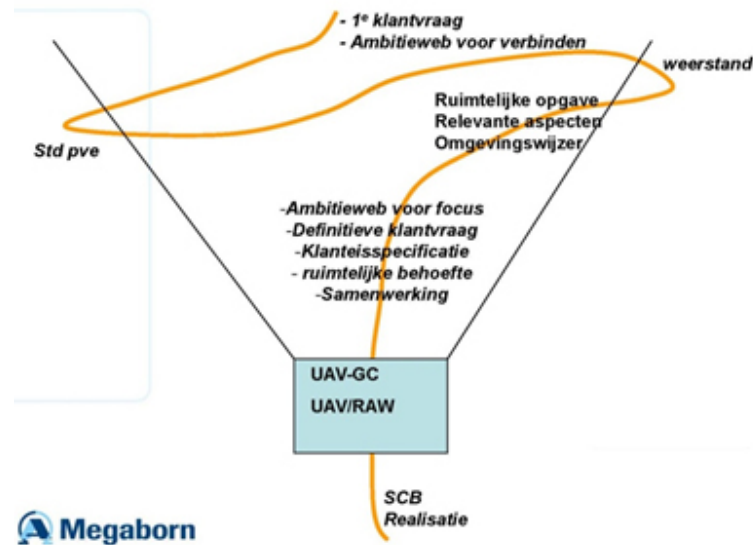 - 1e klantvraag
- Ambitieweb voor verbinden
weerstand
Ruimtelijke opgave
Relevante aspecten
Omgevingswijzer
Std pve
-Ambitieweb voor focus
-Definitieve klantvraag
-Klanteisspecificatie
- ruimtelijke behoefte
-Samenwerking
UAV-GC
UAV/RAW
SCB
Realisatie
Megaborn